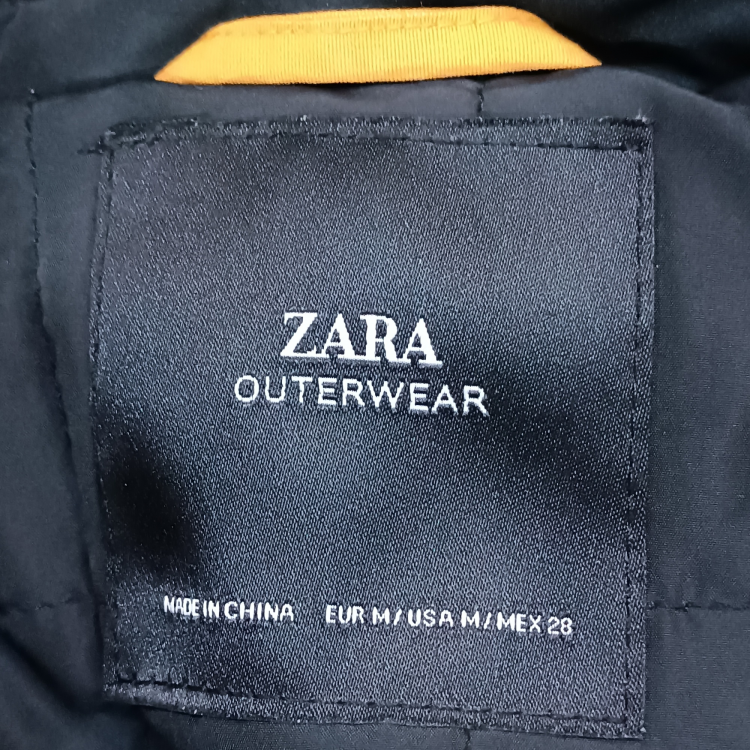 ZARA
OUTERWEAR
MADE IN CHINA EUR M / USA M / MEX 28